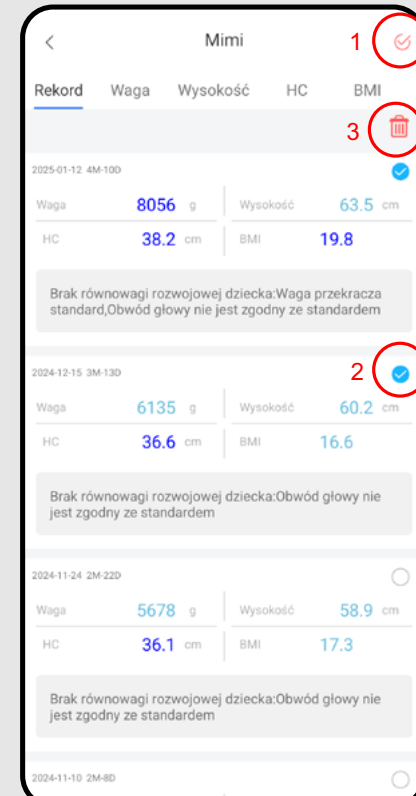 Mimi
1
Rekord Waga Wysokość HC BMI
3
2025-01-12 4M-10D
Waga 8056 g Wysokość 63.5 cm
HC 38.2 cm BMI 19.8
Brak równowagi rozwojowej dziecka:Waga przekracza
standard,Obwód głowy nie jest zgodny ze standardem
2024-12-15 3M-13D
2
Waga 6135 g Wysokość 60.2 cm
HC 36.6 cm BMI 16.6
Brak równowagi rozwojowej dziecka:Obwód głowy nie
jest zgodny ze standardem
2024-11-24 2M-22D
Waga 5678 g Wysokość 58.9 cm
HC 36.1 cm BMI 17.3
Brak równowagi rozwojowej dziecka:Obwód głowy nie
jest zgodny ze standardem
2024-11-10 2M-8D